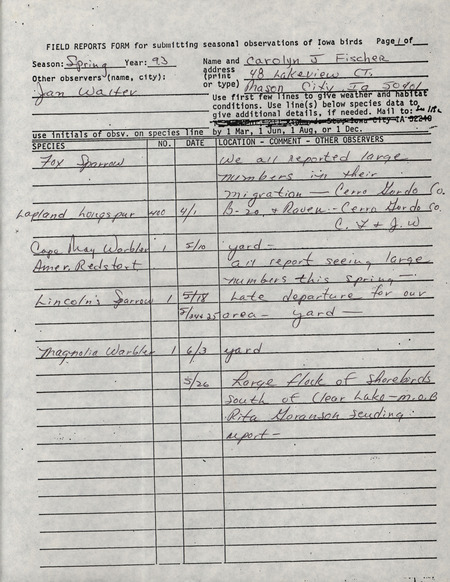 FIELD REPORTS FORM for submitting seasonal observations of Iowa birds Page 1 of
Season: Spring Year: 93 Name and Carolyn J Fischer
address 48 Lakeview CT.
Other observers (name, city): (print
or type) Mason City Ia 50401
Jan Walter Use first few lines to give weather and habitat
conditions. Use line(s) below species data to
give additional details, if needed. Mail to:
Iowa City IA 52240
use initials of obsv. on species line by 1 Mar, 1 Jun, 1 Aug, or 1 Dec.
SPECIES NO. DATE LOCATION - COMMENT - OTHER OBSERVERS
Fox Sparrow We all reported large
numbers in their
migration — Cerro Gordo Co.
Lapland Longspur 400 4/1 B-20, & Raven - Cerro Gordo Co.
C. F & J. W
Cape May Warbler 1 5/10 yard -
Amer. Redstart all report seeing large
numbers this spring -
Lincoln's Sparrow 1 5/18 Late departure for our
5/24 & 25 area - yard —
Magnolia Warbler 1 6/3 yard
5/26 Large flock of shorebirds
south of Clear Lake - m.o.B
Rita Goranson sending
report -